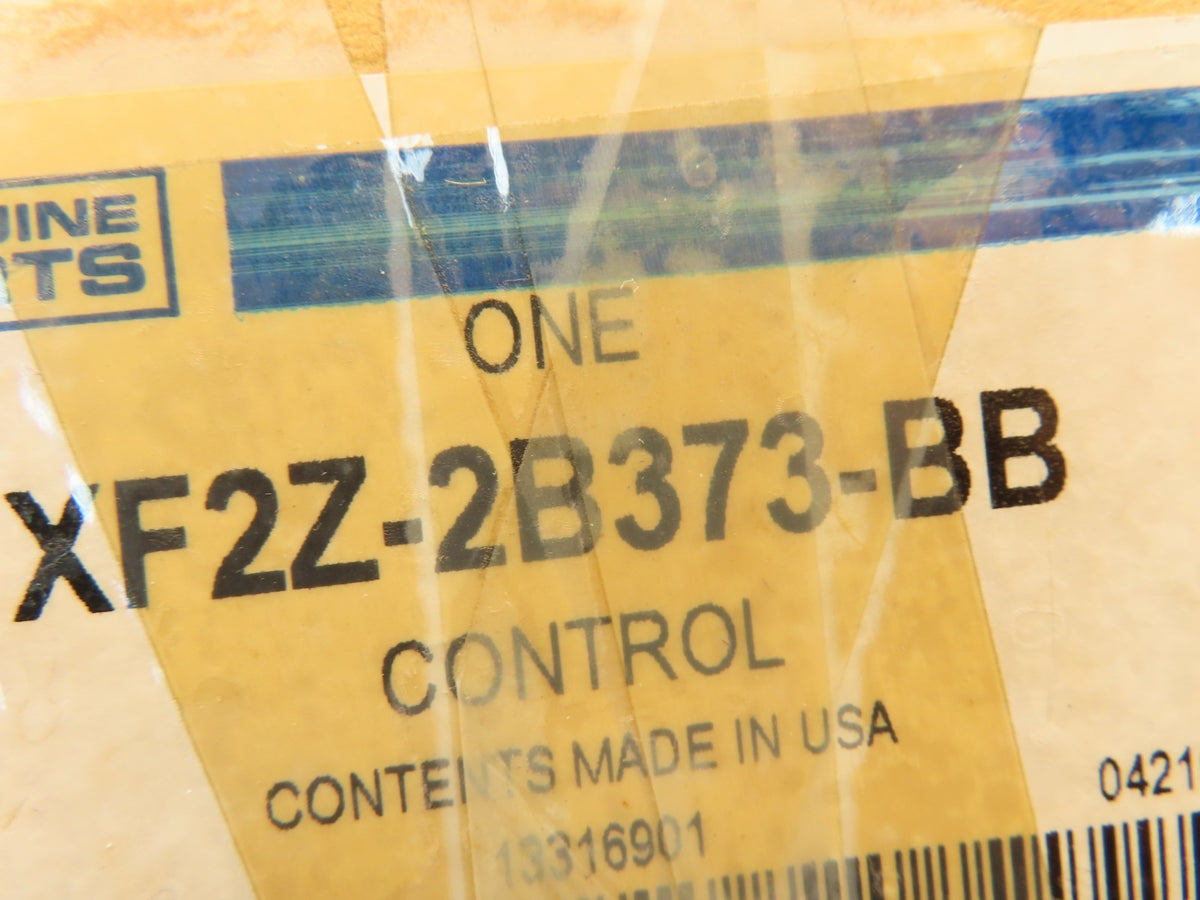 UINE
RTS
ONE
XF2Z-2B373-BB
CONTROL
CONTENTS MADE IN USA
0421
13316901